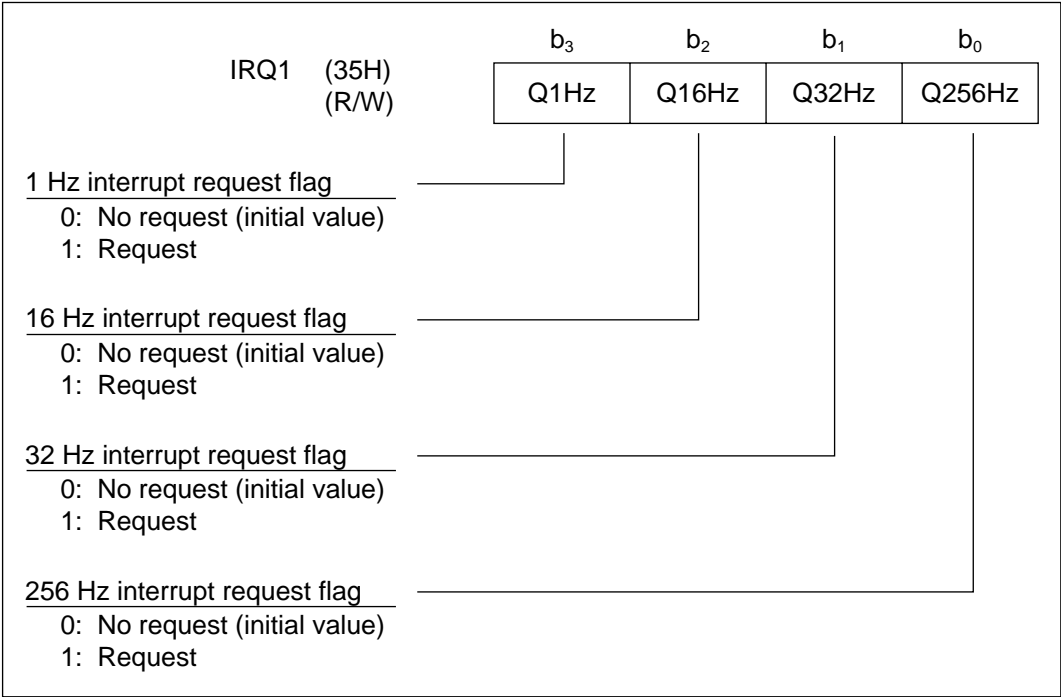 b₃ b₂ b₁ b₀
IRQ1 (35H)
(R/W)
Q1Hz Q16Hz Q32Hz Q256Hz
1 Hz interrupt request flag
0: No request (initial value)
1: Request
16 Hz interrupt request flag
0: No request (initial value)
1: Request
32 Hz interrupt request flag
0: No request (initial value)
1: Request
256 Hz interrupt request flag
0: No request (initial value)
1: Request